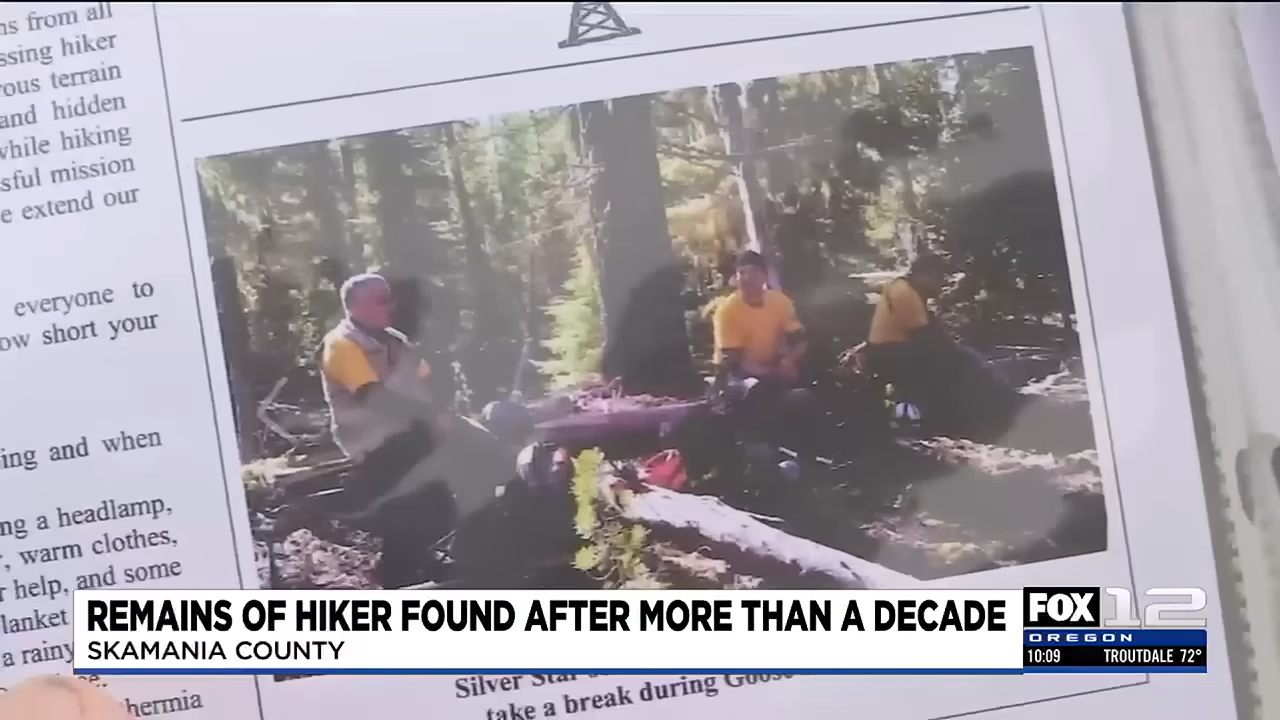 ns from all
ssing hiker
rous terrain
and hidden
while hiking
sful mission
e extend our
everyone to
ow short your
ing and when
ng a headlamp,
, warm clothes,
r help, and some
lanket
a rainy
hermia
Silver Star
take a break during Goose
REMAINS OF HIKER FOUND AFTER MORE THAN A DECADE
SKAMANIA COUNTY
FOX 12
OREGON
10:09 TROUTDALE 72°